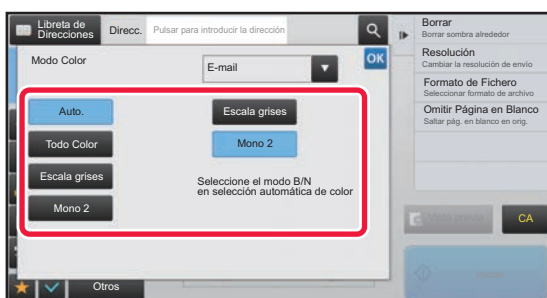 Libreta de
Direcciones
Direcc.
Pulsar para introducir la dirección
Modo Color
E-mail
OK
Auto.
Todo Color
Escala grises
Mono 2
Escala grises
Mono 2
Seleccione el modo B/N
en selección automática de color
Otros
Borrar
Borrar sombra alrededor
Resolución
Cambiar la resolución de envío
Formato de Fichero
Seleccionar formato de archivo
Omitir Página en Blanco
Saltar pág. en blanco en orig.
CA